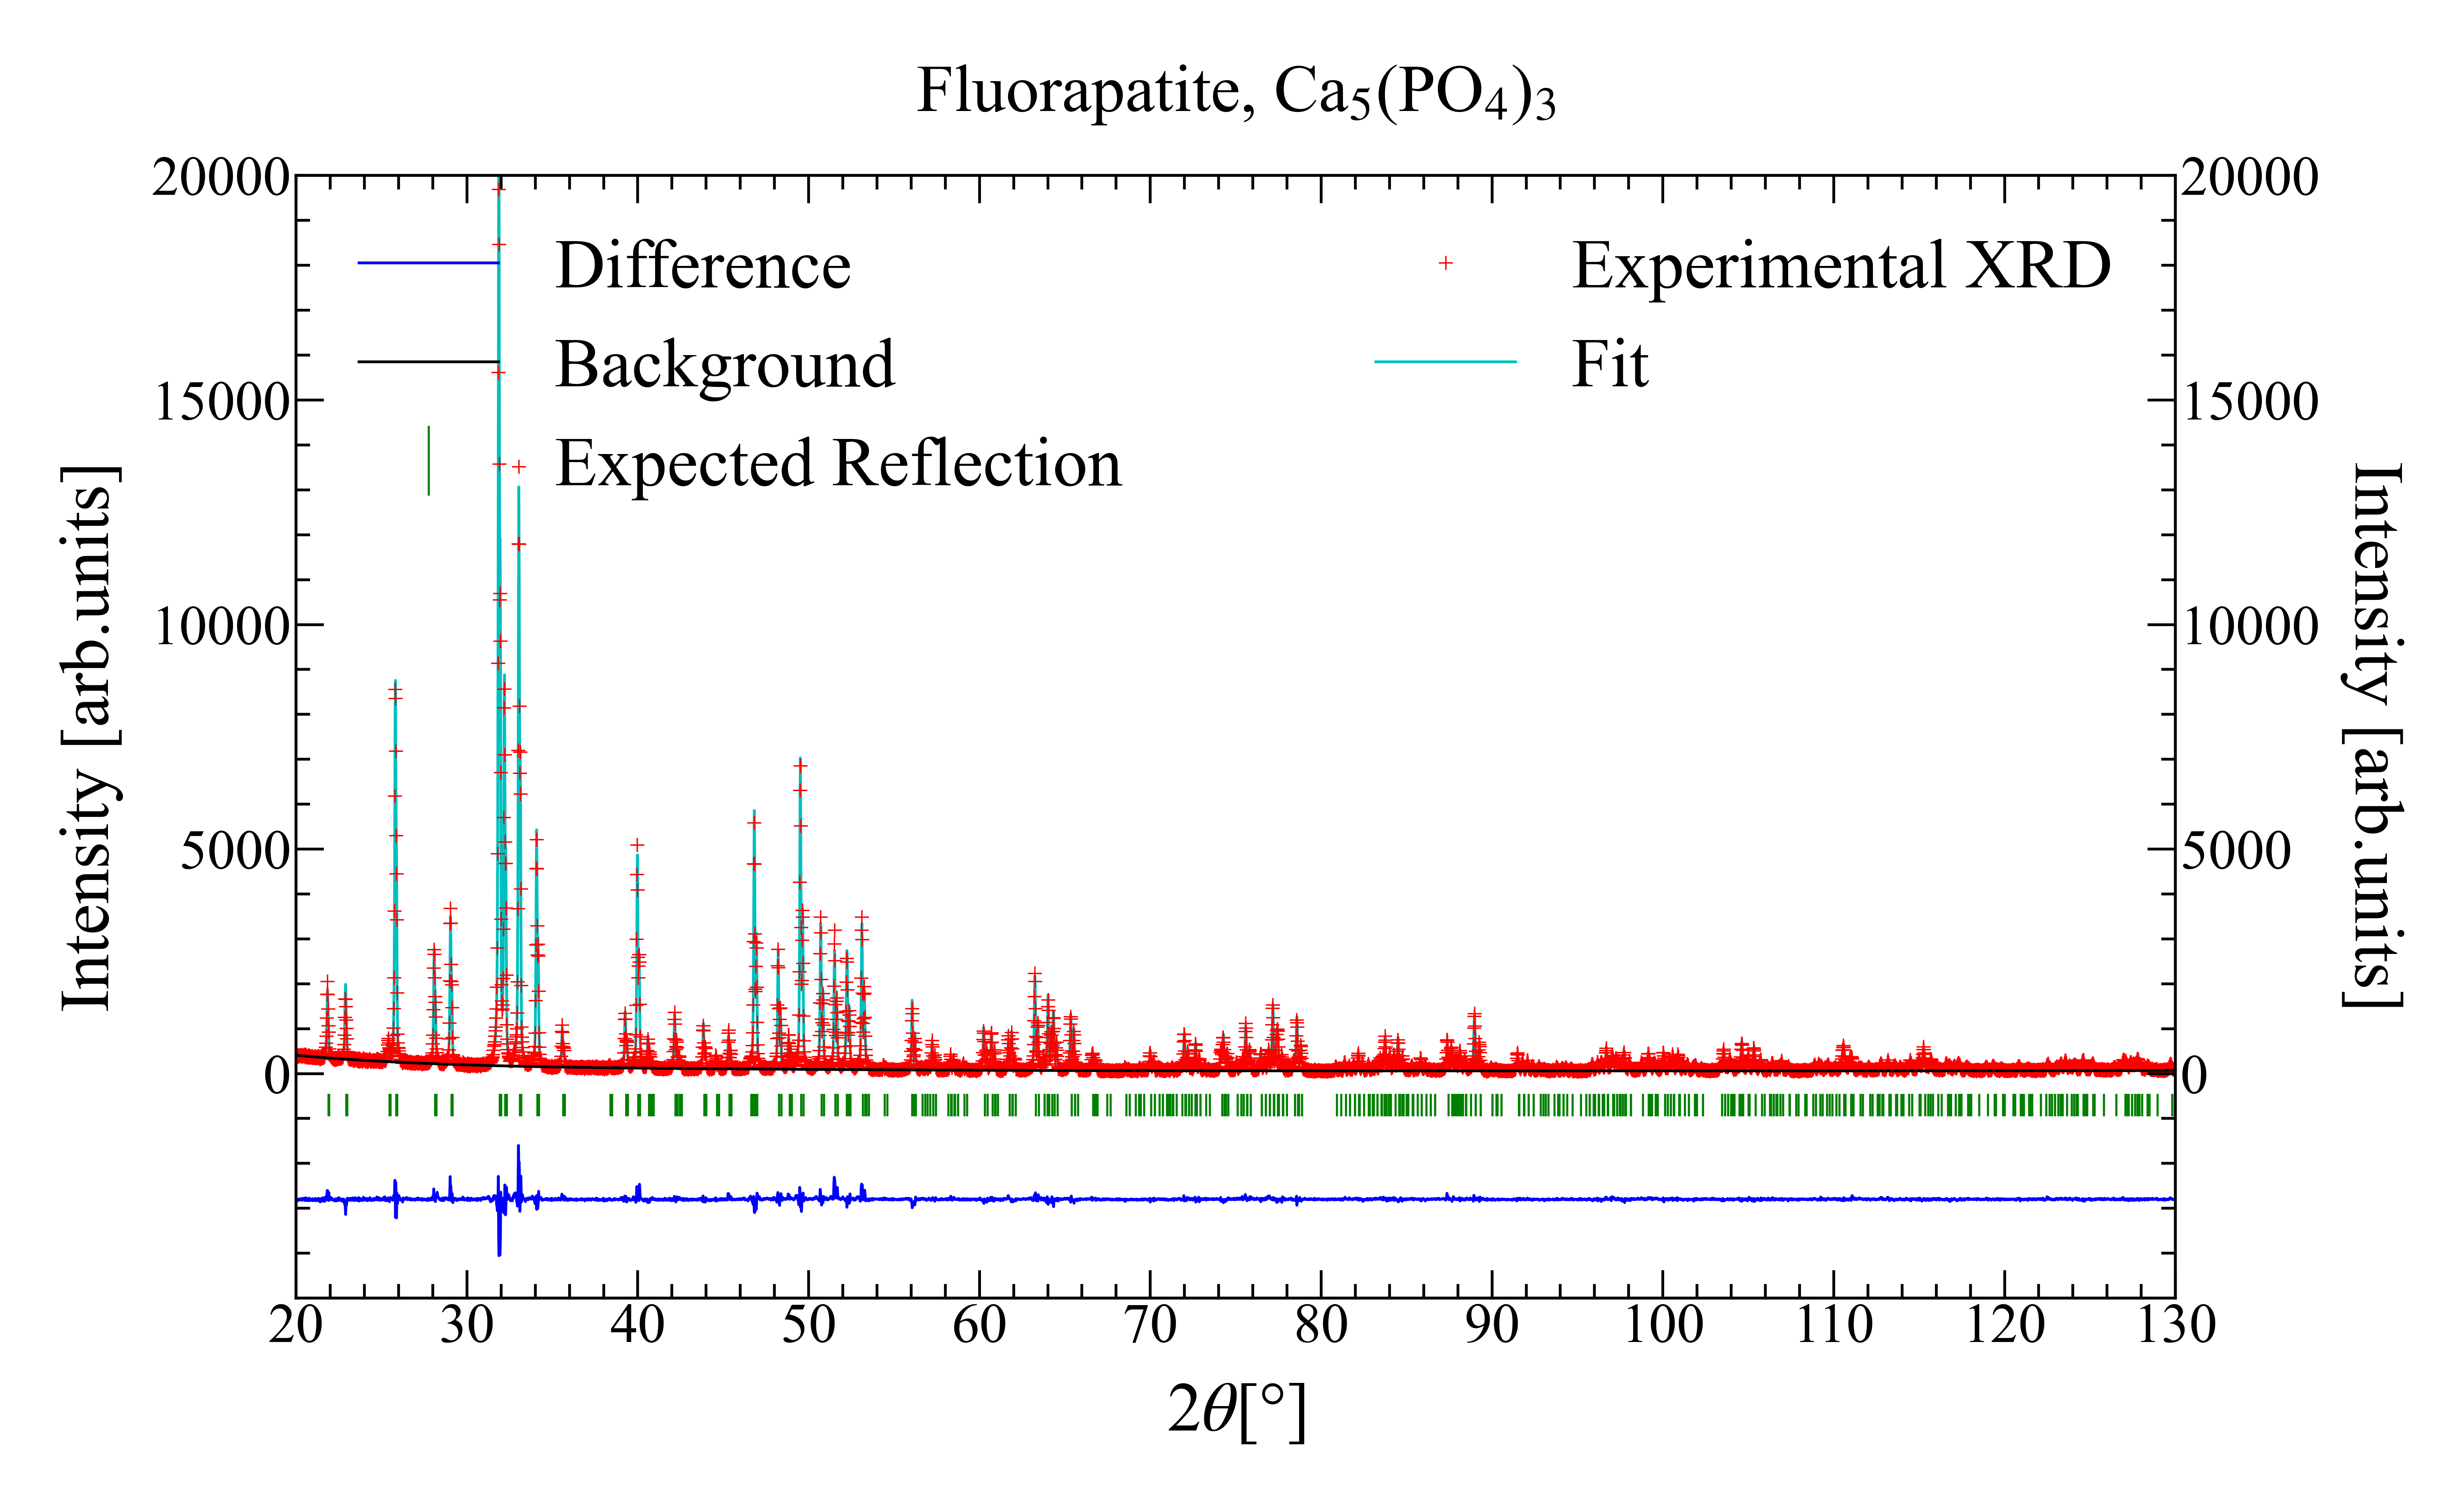 Fluorapatite, Ca₅(PO₄)₃
20000
15000
10000
5000
0
Intensity [arb.units]
Difference
Background
Expected Reflection
Experimental XRD
Fit
20000
15000
10000
5000
0
Intensity [arb.units]
20 30 40 50 60 70 80 90 100 110 120 130
2θ[°]